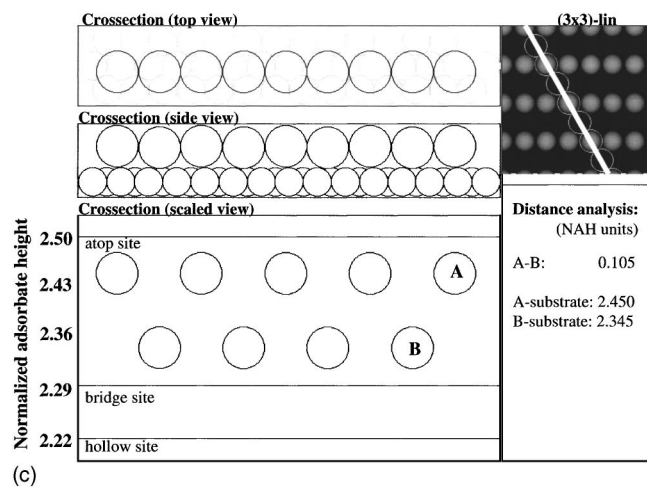 Crossection (top view)
(3x3)-lin
Crossection (side view)
Crossection (scaled view)
Normalized adsorbate height
2.50
atop site
2.43
A
2.36
B
2.29
bridge site
2.22
hollow site
Distance analysis:
(NAH units)
A-B: 0.105
A-substrate: 2.450
B-substrate: 2.345
(c)